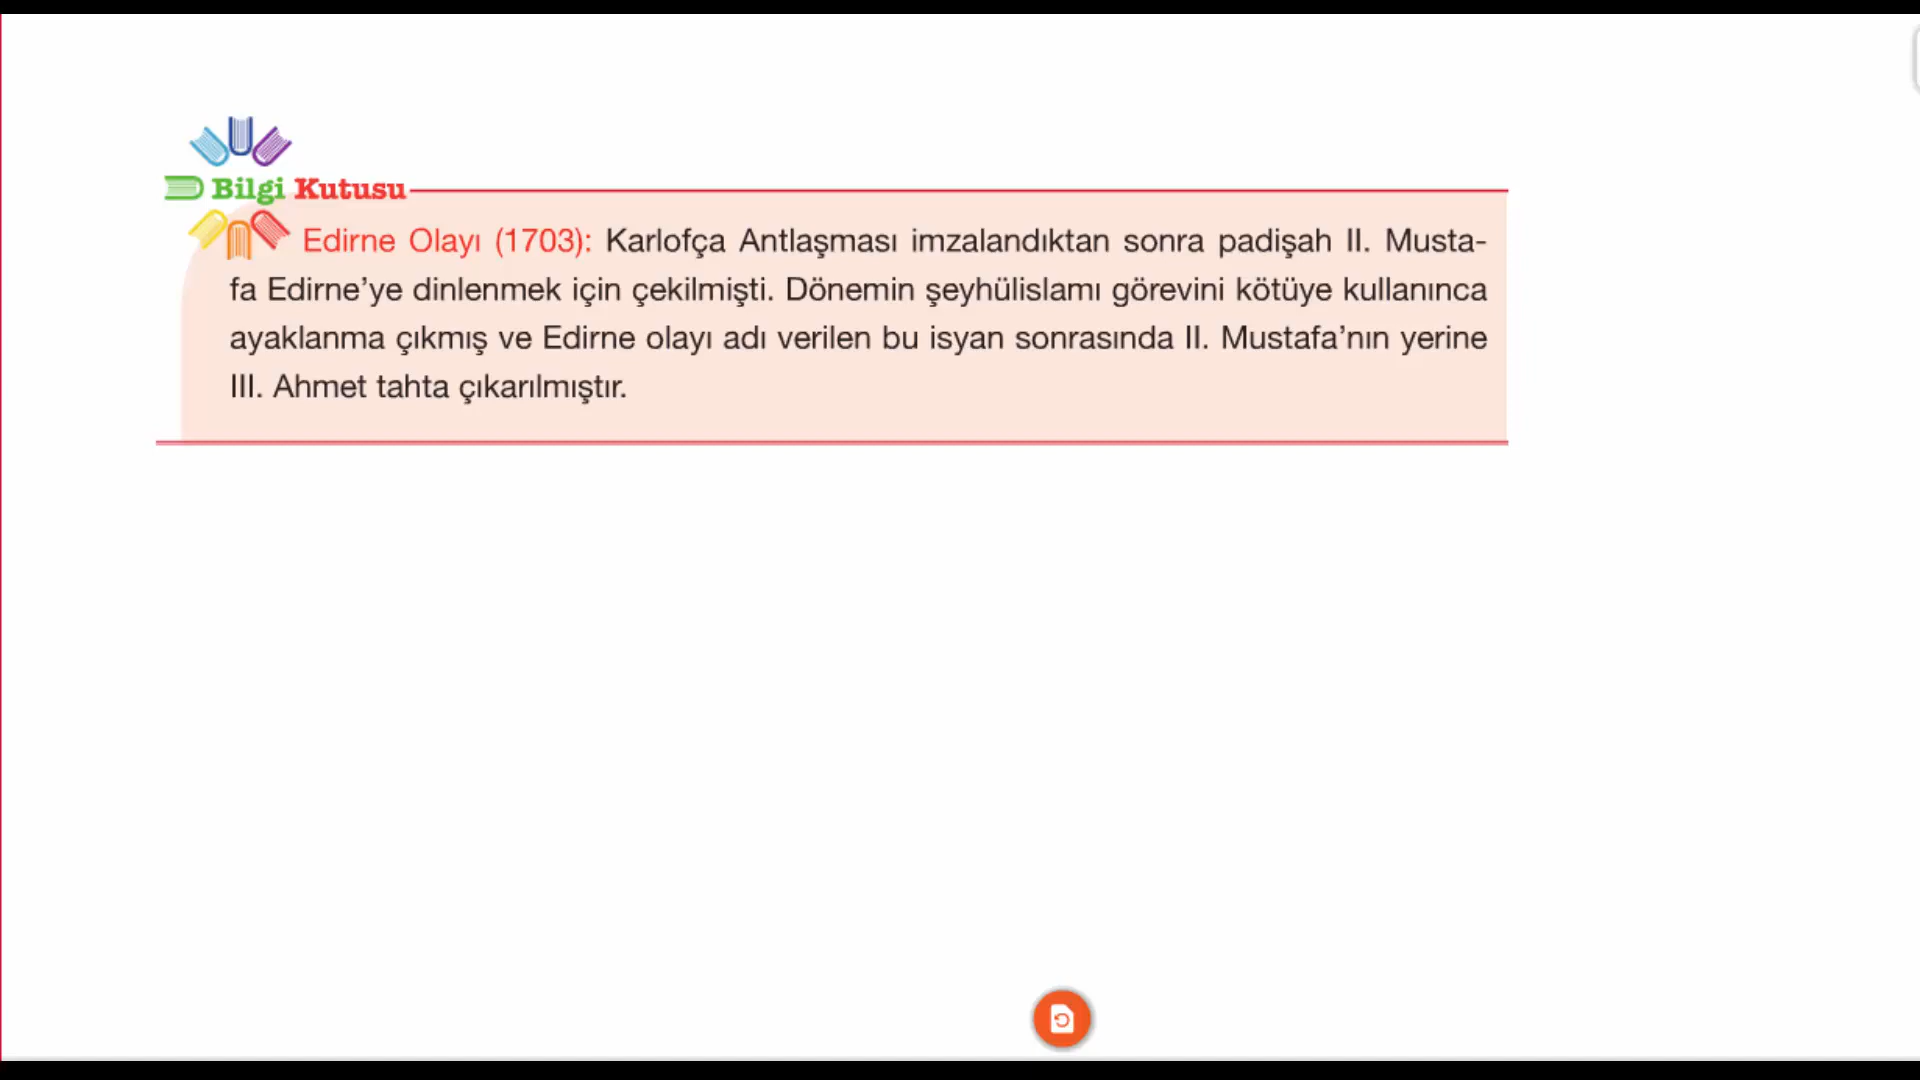 Bilgi Kutusu
Edirne Olayı (1703): Karlofça Antlaşması imzalandıktan sonra padişah II. Musta-
fa Edirne’ye dinlenmek için çekilmişti. Dönemin şeyhülislamı görevini kötüye kullanınca
ayaklanma çıkmış ve Edirne olayı adı verilen bu isyan sonrasında II. Mustafa’nın yerine
III. Ahmet tahta çıkarılmıştır.